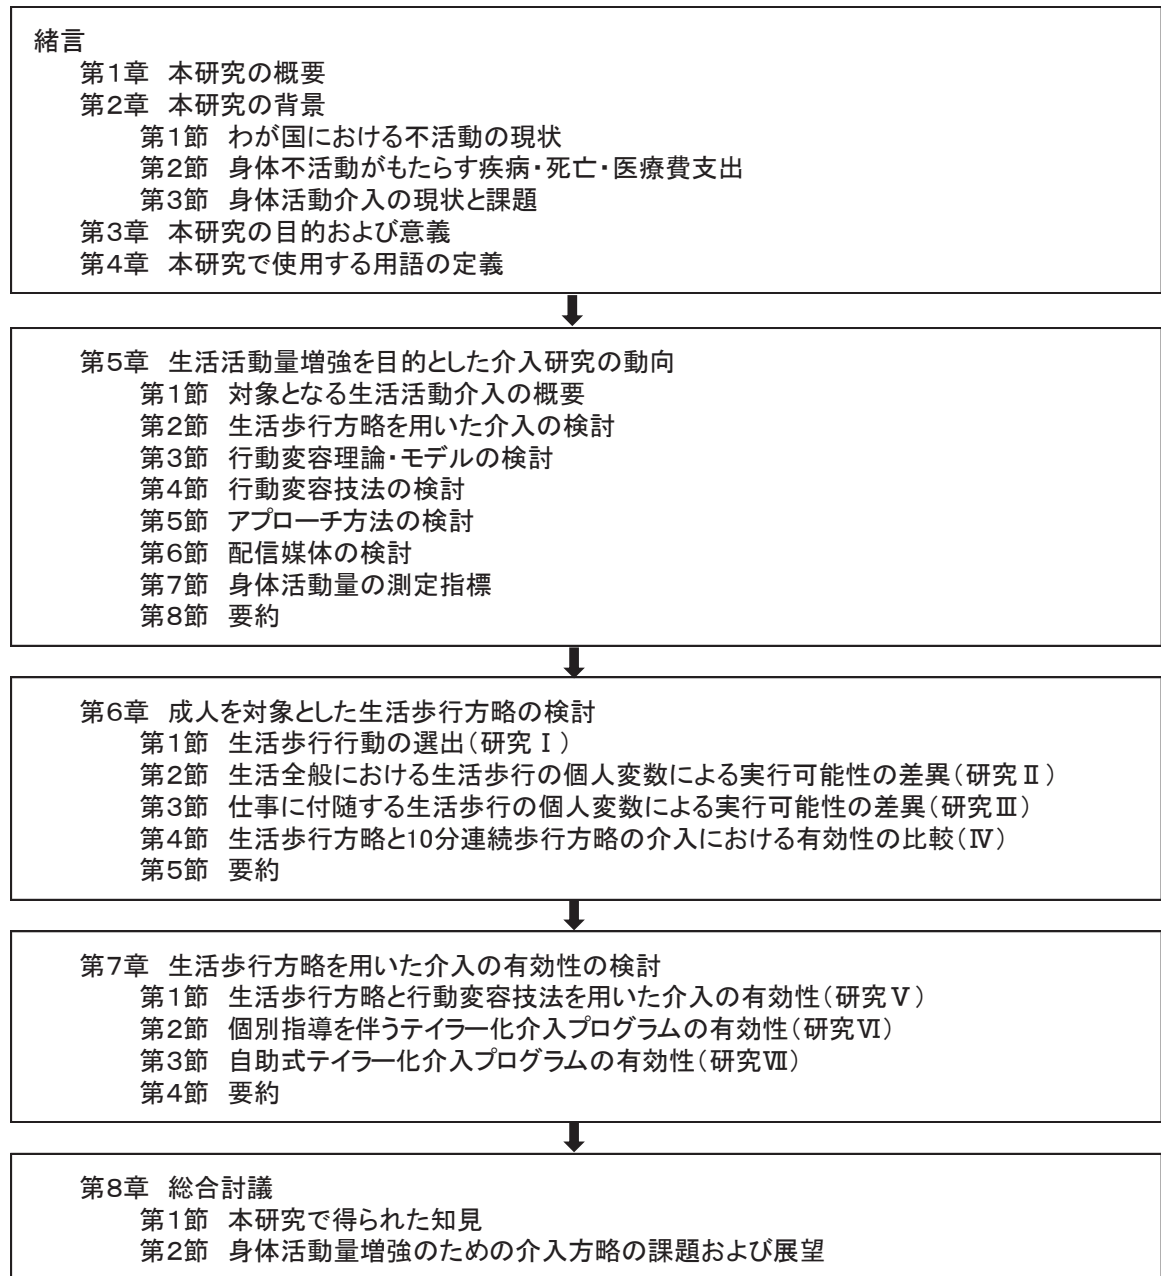 緒言
第1章 本研究の概要
第2章 本研究の背景
第1節 わが国における不活動の現状
第2節 身体不活動がもたらす疾病・死亡・医療費支出
第3節 身体活動介入の現状と課題
第3章 本研究の目的および意義
第4章 本研究で使用する用語の定義
第5章 生活活動量増強を目的とした介入研究の動向
第1節 対象となる生活活動介入の概要
第2節 生活歩行方略を用いた介入の検討
第3節 行動変容理論・モデルの検討
第4節 行動変容技法の検討
第5節 アプローチ方法の検討
第6節 配信媒体の検討
第7節 身体活動量の測定指標
第8節 要約
第6章 成人を対象とした生活歩行方略の検討
第1節 生活歩行行動の選出(研究Ⅰ)
第2節 生活全般における生活歩行の個人変数による実行可能性の差異(研究Ⅱ)
第3節 仕事に付随する生活歩行の個人変数による実行可能性の差異(研究Ⅲ)
第4節 生活歩行方略と10分連続歩行方略の介入における有効性の比較(Ⅳ)
第5節 要約
第7章 生活歩行方略を用いた介入の有効性の検討
第1節 生活歩行方略と行動変容技法を用いた介入の有効性(研究Ⅴ)
第2節 個別指導を伴うテイラー化介入プログラムの有効性(研究Ⅵ)
第3節 自助式テイラー化介入プログラムの有効性(研究Ⅶ)
第4節 要約
第8章 総合討議
第1節 本研究で得られた知見
第2節 身体活動量増強のための介入方略の課題および展望